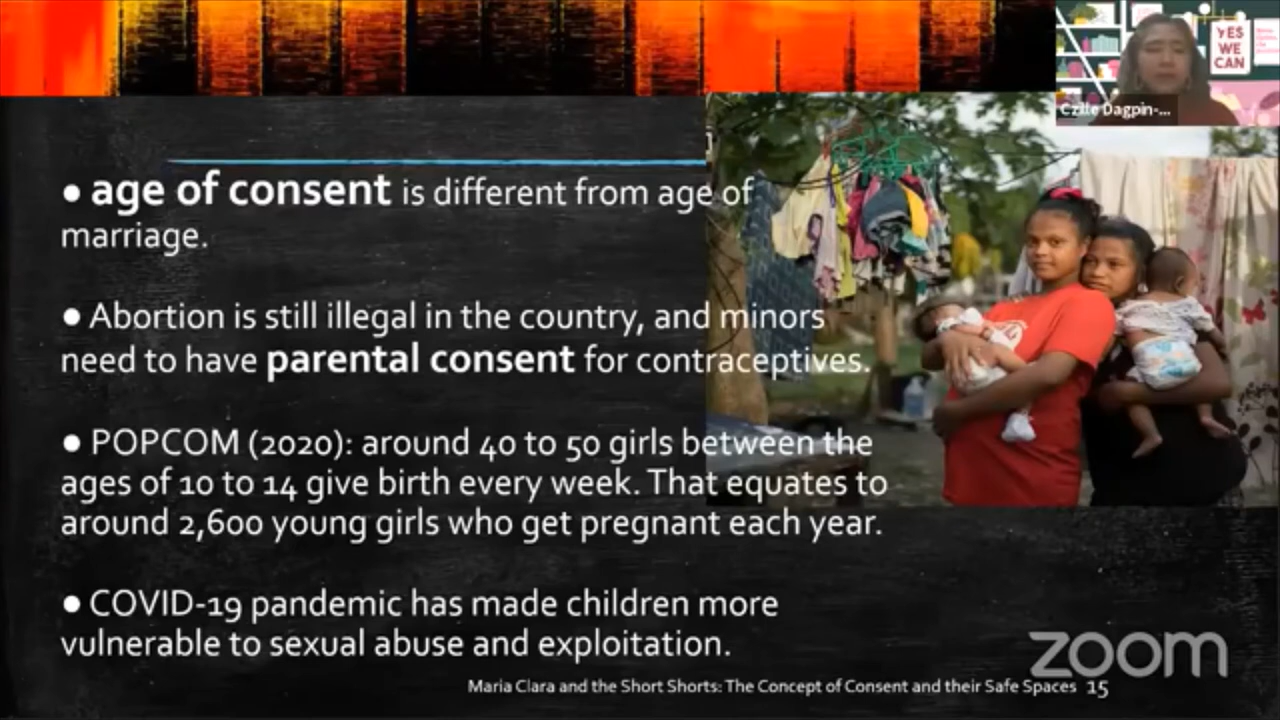 YES
WE
CAN
Czille Dagpin-...
● age of consent is different from age of
marriage.
● Abortion is still illegal in the country, and minors
need to have parental consent for contraceptives.
● POPCOM (2020): around 40 to 50 girls between the
ages of 10 to 14 give birth every week. That equates to
around 2,600 young girls who get pregnant each year.
● COVID-19 pandemic has made children more
vulnerable to sexual abuse and exploitation.
zoom
Maria Clara and the Short Shorts: The Concept of Consent and their Safe Spaces 15